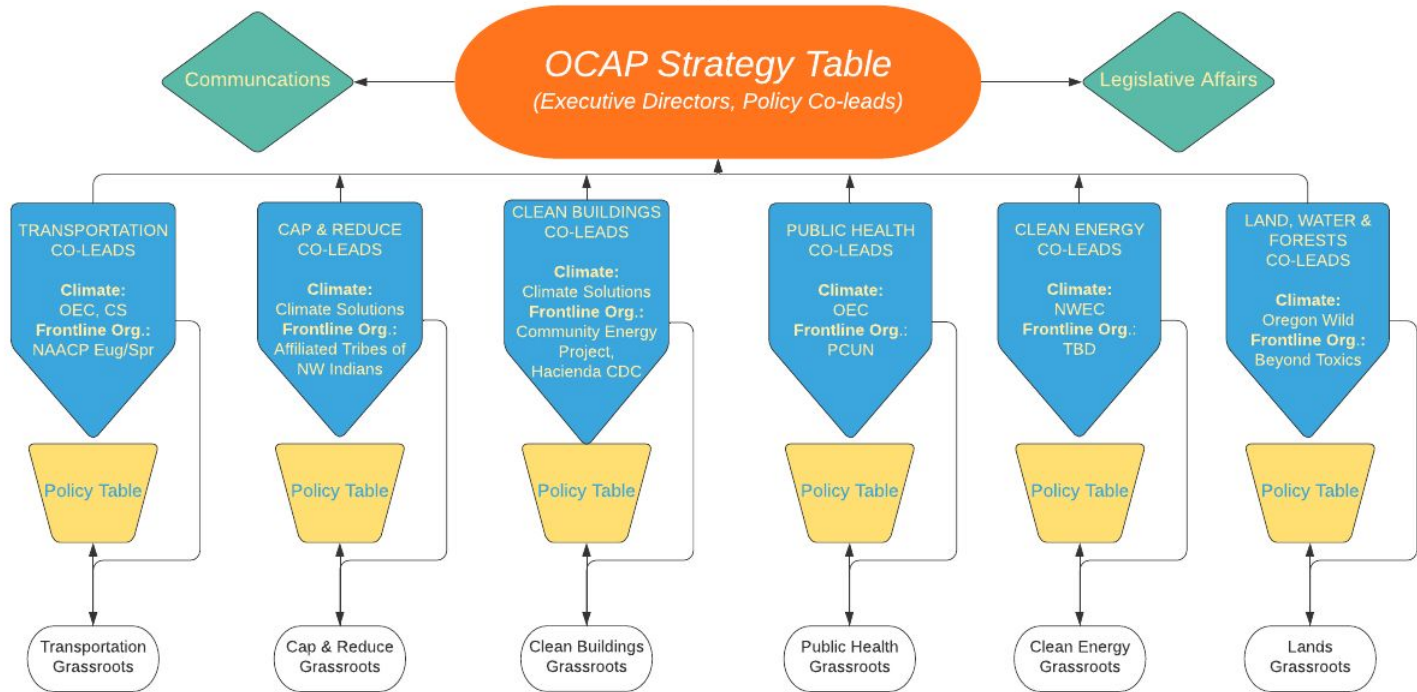 Communcations
OCAP Strategy Table
(Executive Directors, Policy Co-leads)
Legislative Affairs
TRANSPORTATION
CO-LEADS
Climate:
OEC, CS
Frontline Org.:
NAACP Eug/Spr
CAP & REDUCE
CO-LEADS
Climate:
Climate Solutions
Frontline Org.:
Affiliated Tribes of
NW Indians
CLEAN BUILDINGS
CO-LEADS
Climate:
Climate Solutions
Frontline Org.:
Community Energy
Project,
Hacienda CDC
PUBLIC HEALTH
CO-LEADS
Climate:
OEC
Frontline Org.:
PCUN
CLEAN ENERGY
CO-LEADS
Climate:
NWEC
Frontline Org.:
TBD
LAND, WATER &
FORESTS
CO-LEADS
Climate:
Oregon Wild
Frontline Org.:
Beyond Toxics
Policy Table
Policy Table
Policy Table
Policy Table
Policy Table
Policy Table
Transportation
Grassroots
Cap & Reduce
Grassroots
Clean Buildings
Grassroots
Public Health
Grassroots
Clean Energy
Grassroots
Lands
Grassroots